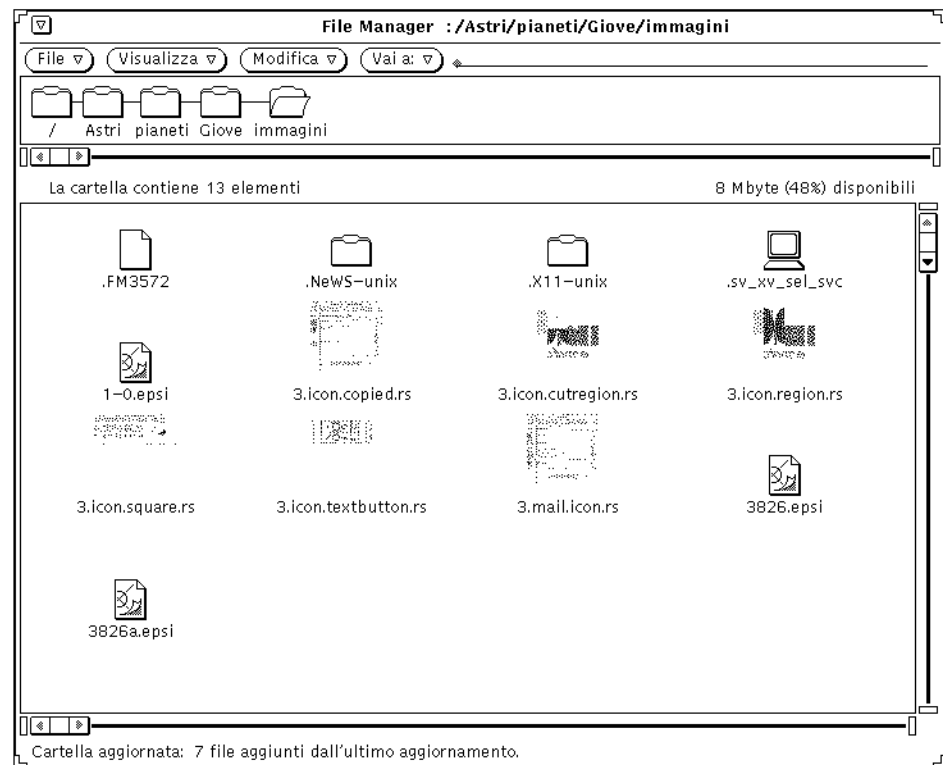 File Manager : /Astri/pianeti/Giove/immagini
File Visualizza Modifica Vai a:
/ Astri pianeti Giove immagini
La cartella contiene 13 elementi 8 Mbyte (48%) disponibili
.FM3572 .NeWS-unix .X11-unix .sv_xv_sel_svc
1-0.epsi 3.icon.copied.rs 3.icon.cutregion.rs 3.icon.region.rs
3.icon.square.rs 3.icon.textbutton.rs 3.mail.icon.rs 3826.epsi
3826a.epsi
Cartella aggiornata: 7 file aggiunti dall'ultimo aggiornamento.